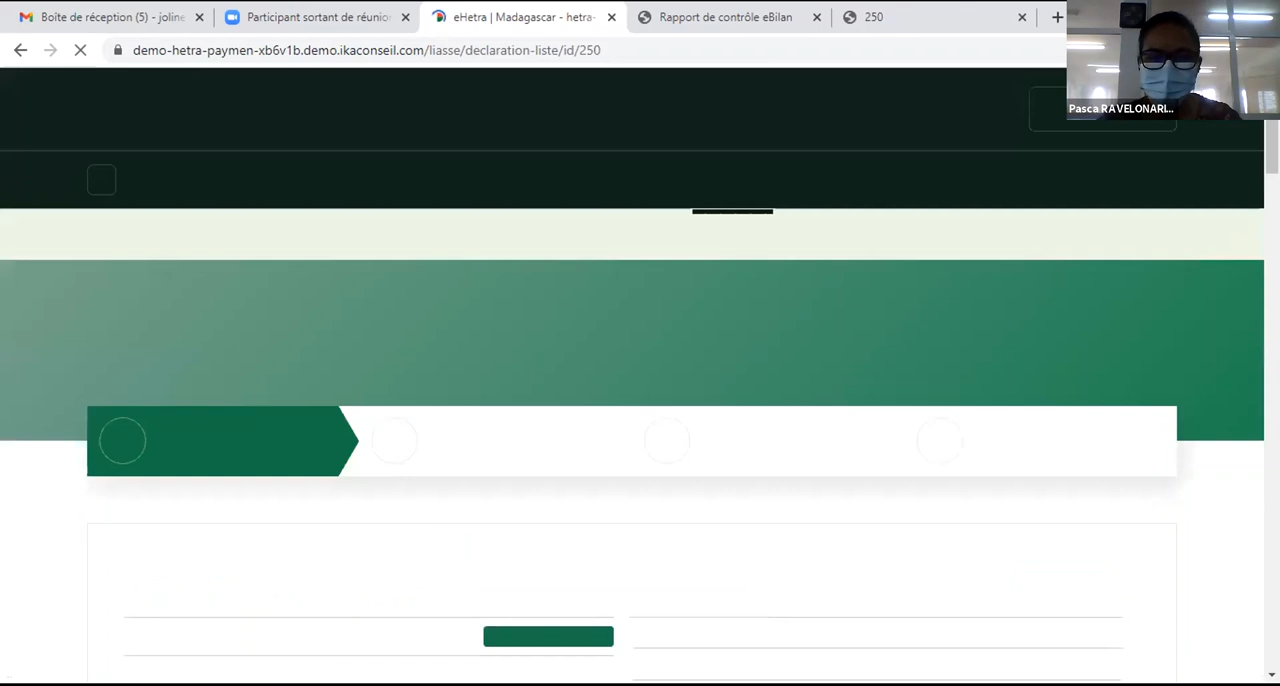 Boîte de réception (5) - joline
Participant sortant de réunion
eHetra | Madagascar - hetra-
Rapport de contrôle eBilan
250
demo-hetra-paymen-xb6v1b.demo.ikaconseil.com/liasse/declaration-liste/id/250
Pasca RAVELONARI...